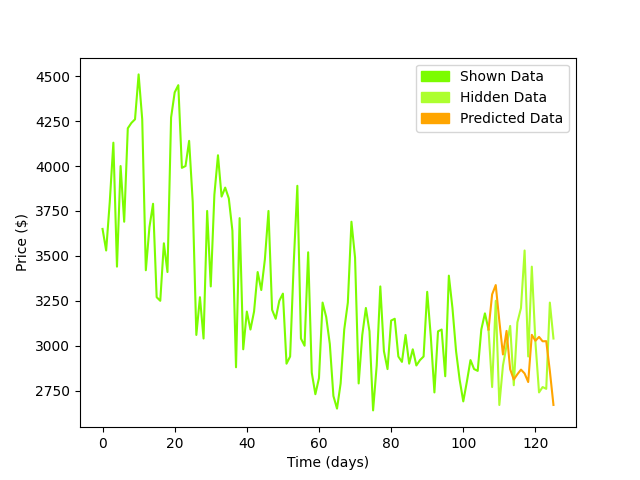 Shown Data
Hidden Data
Predicted Data
4500
4250
4000
3750
3500
3250
3000
2750
Price ($)
0 20 40 60 80 100 120
Time (days)